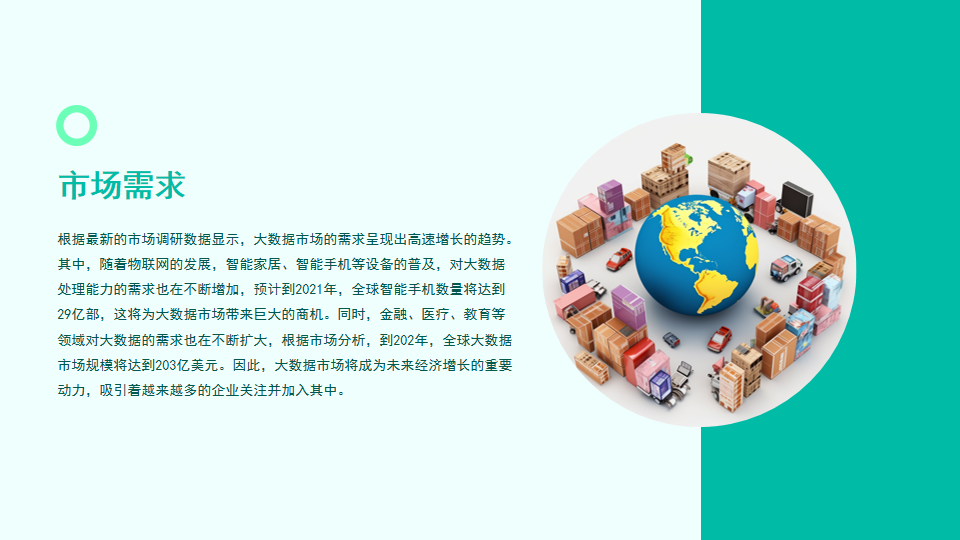 市场需求
根据最新的市场调研数据显示，大数据市场的需求呈现出高速增长的趋势。
其中，随着物联网的发展，智能家居、智能手机等设备的普及，对大数据
处理能力的需求也在不断增加，预计到2021年，全球智能手机数量将达到
29亿部，这将为大数据市场带来巨大的商机。同时，金融、医疗、教育等
领域对大数据的需求也在不断扩大，根据市场分析，到202年，全球大数据
市场规模将达到203亿美元。因此，大数据市场将成为未来经济增长的重要
动力，吸引着越来越多的企业关注并加入其中。